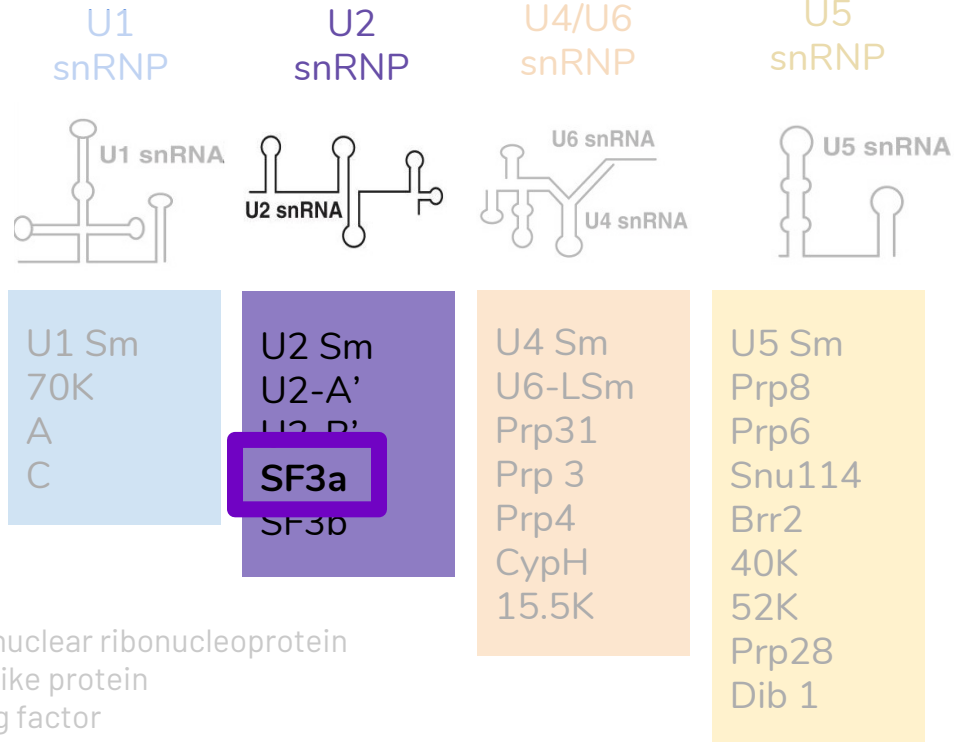 U1
snRNP
U2
snRNP
U4/U6
snRNP
U5
snRNP
U1 snRNA
U2 snRNA
U6 snRNA
U4 snRNA
U5 snRNA
U1 Sm
70K
A
C
U2 Sm
U2-A’
U2-B’
SF3a
SF3b
U4 Sm
U6-LSm
Prp31
Prp 3
Prp4
CypH
15.5K
U5 Sm
Prp8
Prp6
Snu114
Brr2
40K
52K
Prp28
Dib 1
nuclear ribonucleoprotein
ike protein
g factor